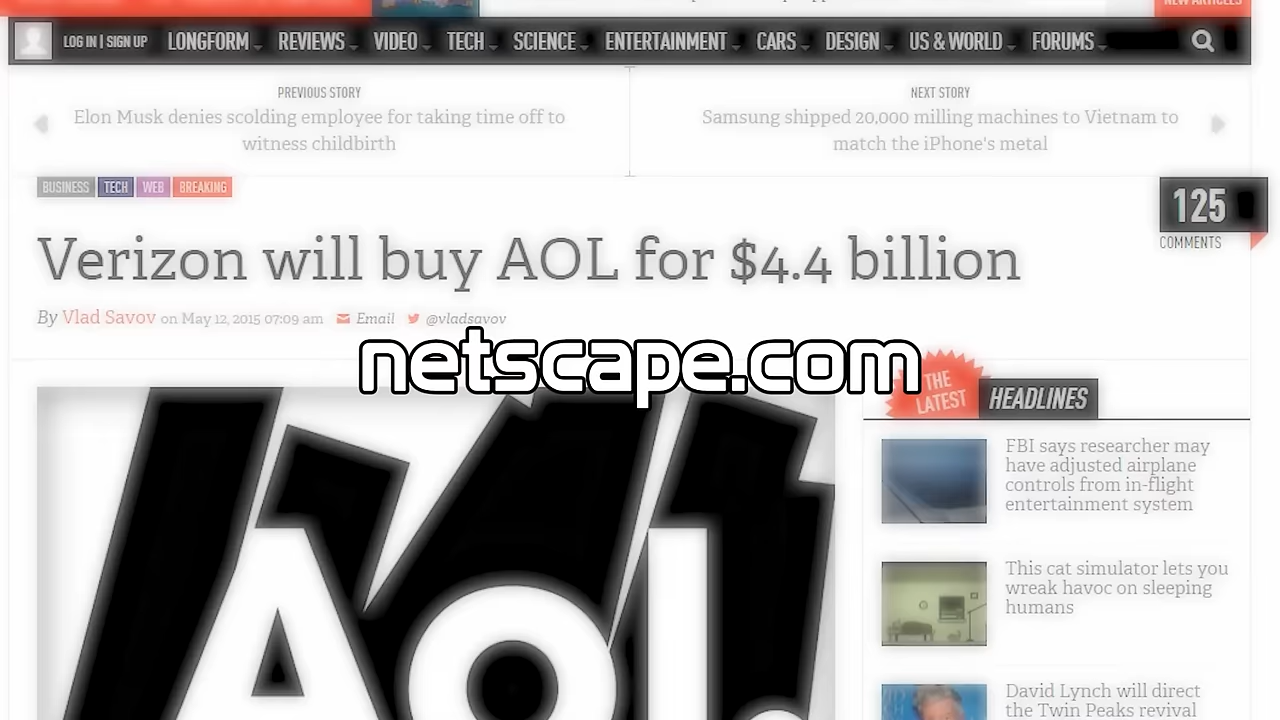 NEW ARTICLES
LOG IN | SIGN UP LONGFORM REVIEWS VIDEO TECH SCIENCE ENTERTAINMENT CARS DESIGN US & WORLD FORUMS
PREVIOUS STORY
Elon Musk denies scolding employee for taking time off to
witness childbirth
NEXT STORY
Samsung shipped 20,000 milling machines to Vietnam to
match the iPhone's metal
BUSINESS TECH WEB BREAKING
125
COMMENTS
Verizon will buy AOL for $4.4 billion
By Vlad Savov on May 12, 2015 07:09 am Email @vladsavov
netscape.com
THE
LATEST
HEADLINES
Aol.
FBI says researcher may
have adjusted airplane
controls from in-flight
entertainment system
This cat simulator lets you
wreak havoc on sleeping
humans
David Lynch will direct
the Twin Peaks revival